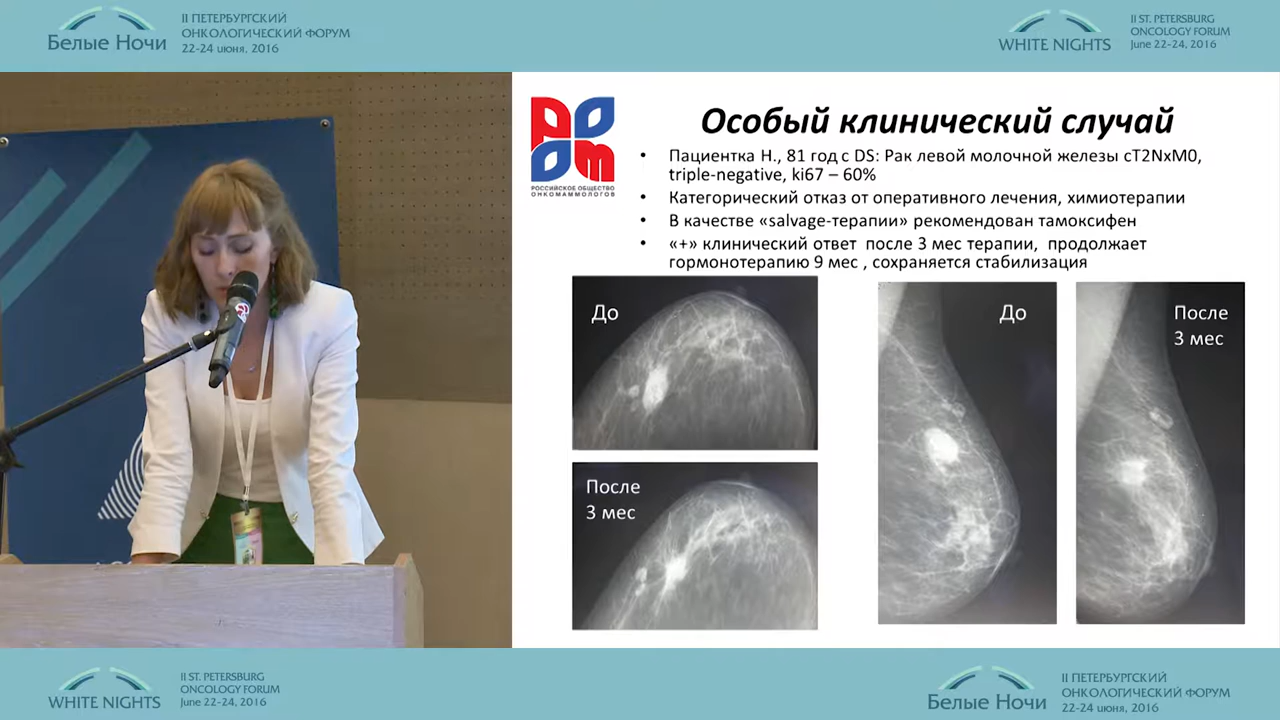 II ПЕТЕРБУРГСКИЙ
ОНКОЛОГИЧЕСКИЙ ФОРУМ
Белые Ночи
22-24 июня, 2016
II ST. PETERSBURG
ONCOLOGY FORUM
WHITE NIGHTS
June 22-24, 2016
РООМ
РОССИЙСКОЕ ОБЩЕСТВО
ОНКОМАММОЛОГОВ
Особый клинический случай
• Пациентка Н., 81 год с DS: Рак левой молочной железы cT2NxM0,
triple-negative, ki67 – 60%
• Категорический отказ от оперативного лечения, химиотерапии
• В качестве «salvage-терапии» рекомендован тамоксифен
• «+» клинический ответ после 3 мес терапии, продолжает
гормонотерапию 9 мес , сохраняется стабилизация
До
До
После
3 мес
После
3 мес
II ST. PETERSBURG
ONCOLOGY FORUM
WHITE NIGHTS
June 22-24, 2016
II ПЕТЕРБУРГСКИЙ
ОНКОЛОГИЧЕСКИЙ ФОРУМ
Белые Ночи
22-24 июня, 2016